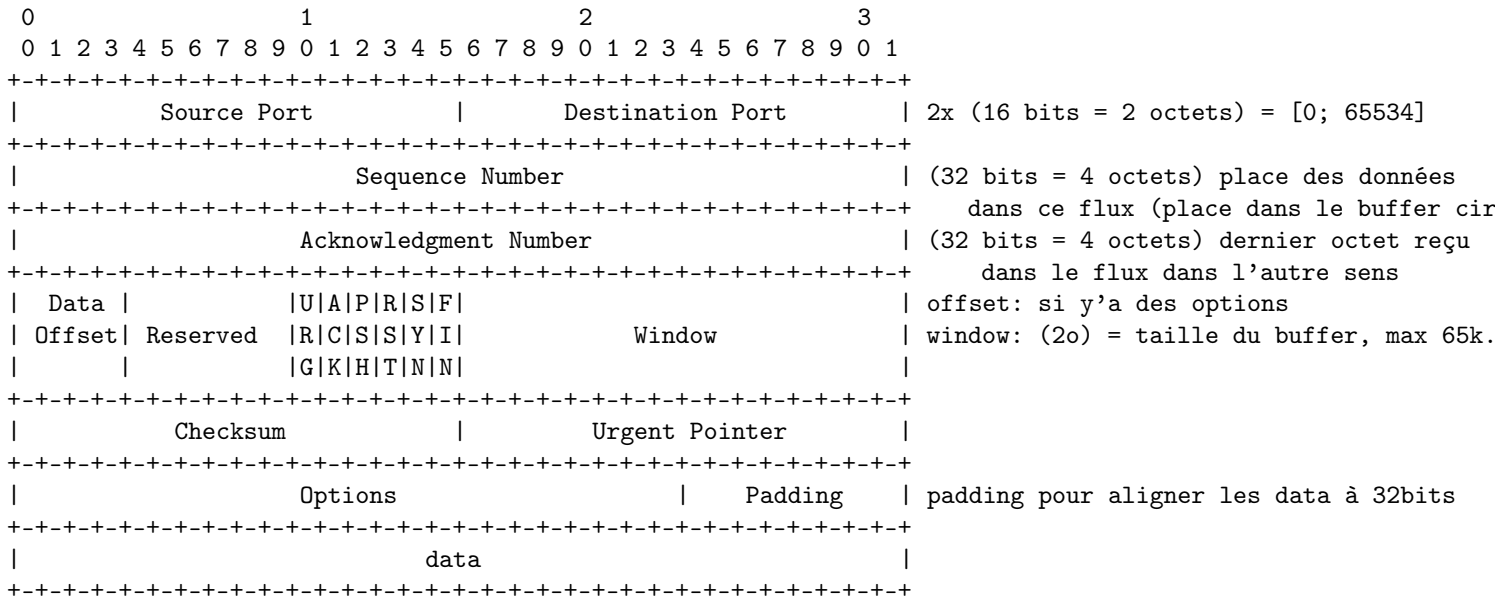 0                   1                   2                   3
0 1 2 3 4 5 6 7 8 9 0 1 2 3 4 5 6 7 8 9 0 1 2 3 4 5 6 7 8 9 0 1
+-+-+-+-+-+-+-+-+-+-+-+-+-+-+-+-+-+-+-+-+-+-+-+-+-+-+-+-+-+-+-+-+
| Source Port | Destination Port | 2x (16 bits = 2 octets) = [0; 65534]
+-+-+-+-+-+-+-+-+-+-+-+-+-+-+-+-+-+-+-+-+-+-+-+-+-+-+-+-+-+-+-+-+
| Sequence Number | (32 bits = 4 octets) place des données
+-+-+-+-+-+-+-+-+-+-+-+-+-+-+-+-+-+-+-+-+-+-+-+-+-+-+-+-+-+-+-+-+ dans ce flux (place dans le buffer cir
| Acknowledgment Number | (32 bits = 4 octets) dernier octet reçu
+-+-+-+-+-+-+-+-+-+-+-+-+-+-+-+-+-+-+-+-+-+-+-+-+-+-+-+-+-+-+-+-+ dans le flux dans l'autre sens
| Data | |U|A|P|R|S|F| | offset: si y'a des options
| Offset| Reserved |R|C|S|S|Y|I| Window | window: (2o) = taille du buffer, max 65k.
| | |G|K|H|T|N|N| |
+-+-+-+-+-+-+-+-+-+-+-+-+-+-+-+-+-+-+-+-+-+-+-+-+-+-+-+-+-+-+-+-+
| Checksum | Urgent Pointer |
+-+-+-+-+-+-+-+-+-+-+-+-+-+-+-+-+-+-+-+-+-+-+-+-+-+-+-+-+-+-+-+-+
| Options | Padding | padding pour aligner les data à 32bits
+-+-+-+-+-+-+-+-+-+-+-+-+-+-+-+-+-+-+-+-+-+-+-+-+-+-+-+-+-+-+-+-+
| data |
+-+-+-+-+-+-+-+-+-+-+-+-+-+-+-+-+-+-+-+-+-+-+-+-+-+-+-+-+-+-+-+-+